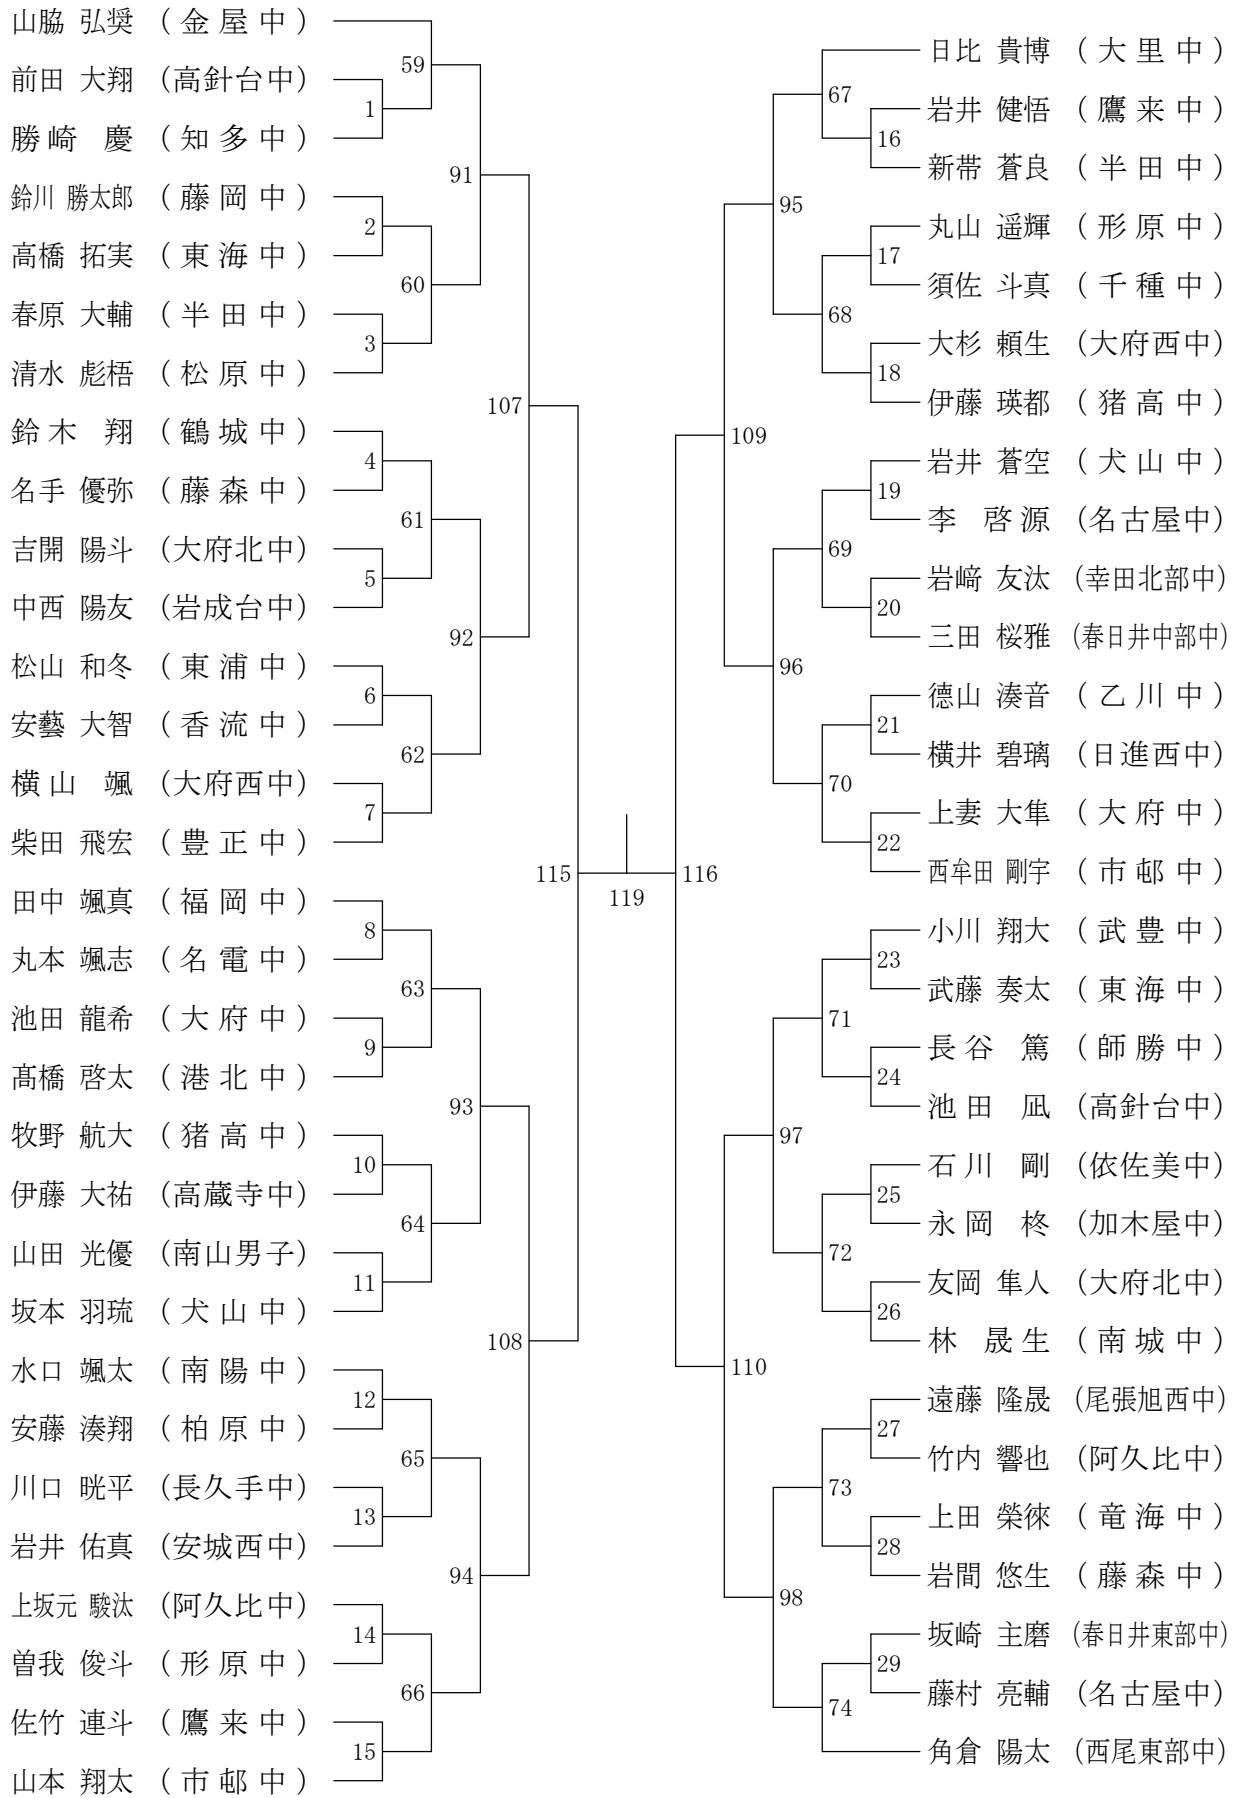 山脇 弘奨 (金屋中)
前田 大翔 (高針台中)
勝崎 慶 (知多中)
鈴川 勝太郎 (藤岡中)
高橋 拓実 (東海中)
春原 大輔 (半田中)
清水 彪梧 (松原中)
鈴木 翔 (鶴城中)
名手 優弥 (藤森中)
吉開 陽斗 (大府北中)
中西 陽友 (岩成台中)
松山 和冬 (東浦中)
安藝 大智 (香流中)
横山 颯 (大府西中)
柴田 飛宏 (豊正中)
田中 颯真 (福岡中)
丸本 颯志 (名電中)
池田 龍希 (大府中)
髙橋 啓太 (港北中)
牧野 航大 (猪高中)
伊藤 大祐 (高蔵寺中)
山田 光優 (南山男子)
坂本 羽琉 (犬山中)
水口 颯太 (南陽中)
安藤 湊翔 (柏原中)
川口 晄平 (長久手中)
岩井 佑真 (安城西中)
上坂元 駿汰 (阿久比中)
曽我 俊斗 (形原中)
佐竹 連斗 (鷹来中)
山本 翔太 (市邨中)
1
2
3
4
5
6
7
8
9
10
11
12
13
14
15
59
60
61
62
63
64
65
66
91
92
93
94
107
108
115
119
116
109
110
95
96
97
98
67
68
69
70
71
72
73
74
16
17
18
19
20
21
22
23
24
25
26
27
28
29
日比 貴博 (大里中)
岩井 健悟 (鷹来中)
新帯 蒼良 (半田中)
丸山 遥輝 (形原中)
須佐 斗真 (千種中)
大杉 頼生 (大府西中)
伊藤 瑛都 (猪高中)
岩井 蒼空 (犬山中)
李 啓源 (名古屋中)
岩﨑 友汰 (幸田北部中)
三田 桜雅 (春日井中部中)
德山 湊音 (乙川中)
横井 碧璃 (日進西中)
上妻 大隼 (大府中)
西牟田 剛宇 (市邨中)
小川 翔大 (武豊中)
武藤 奏太 (東海中)
長谷 篤 (師勝中)
池田 凪 (高針台中)
石川 剛 (依佐美中)
永岡 柊 (加木屋中)
友岡 隼人 (大府北中)
林 晟生 (南城中)
遠藤 隆晟 (尾張旭西中)
竹内 響也 (阿久比中)
上田 榮徠 (竜海中)
岩間 悠生 (藤森中)
坂崎 主磨 (春日井東部中)
藤村 亮輔 (名古屋中)
角倉 陽太 (西尾東部中)